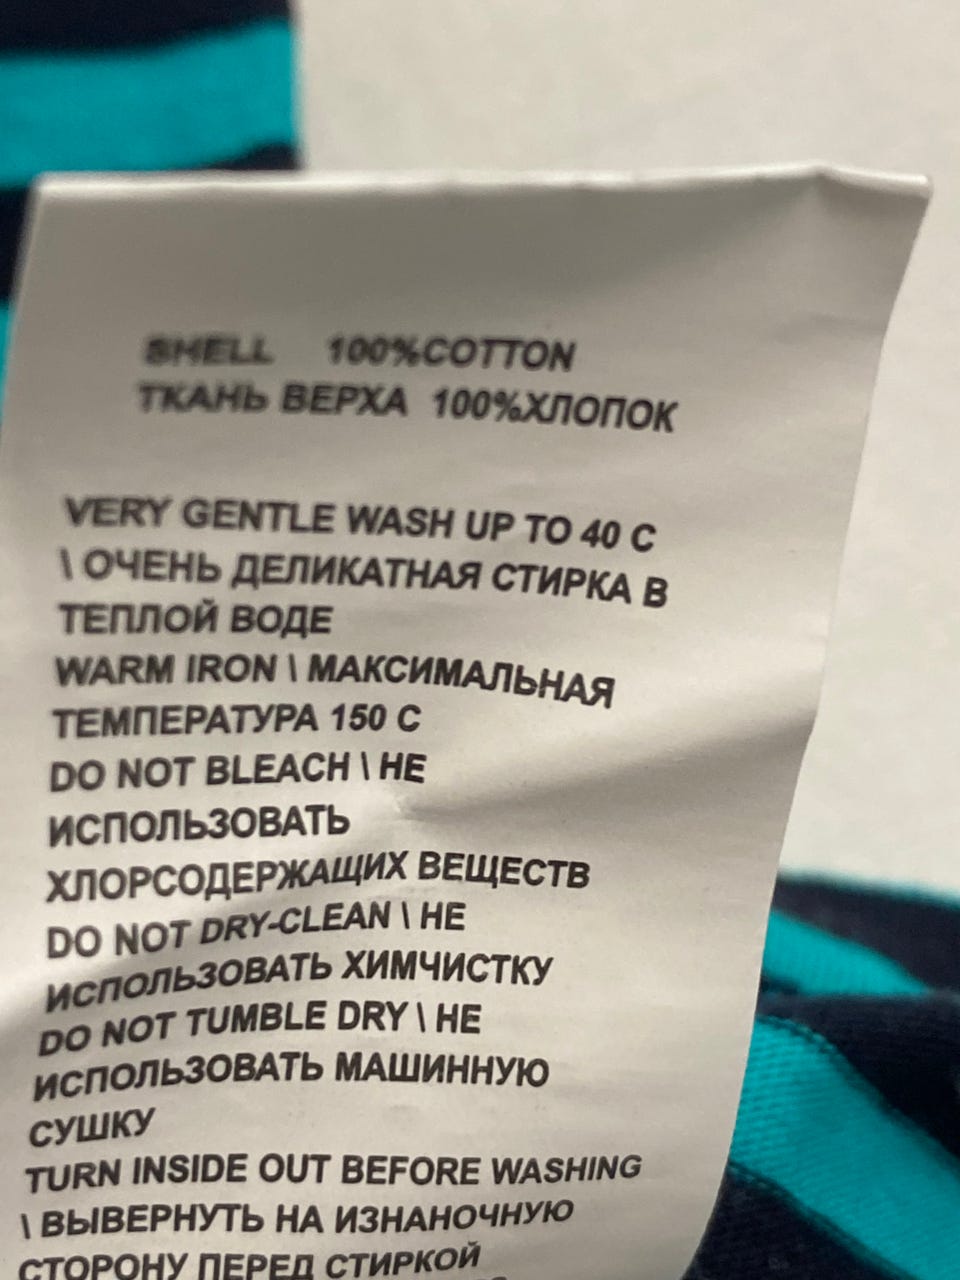 SHELL 100%COTTON
ТКАНЬ ВЕРХА 100%ХЛОПОК
VERY GENTLE WASH UP TO 40 C
\ ОЧЕНЬ ДЕЛИКАТНАЯ СТИРКА В
ТЕПЛОЙ ВОДЕ
WARM IRON \ МАКСИМАЛЬНАЯ
ТЕМПЕРАТУРА 150 С
DO NOT BLEACH \ НЕ
ИСПОЛЬЗОВАТЬ
ХЛОРСОДЕРЖАЩИХ ВЕЩЕСТВ
DO NOT DRY-CLEAN \ НЕ
ИСПОЛЬЗОВАТЬ ХИМЧИСТКУ
DO NOT TUMBLE DRY \ НЕ
ИСПОЛЬЗОВАТЬ МАШИННУЮ
СУШКУ
TURN INSIDE OUT BEFORE WASHING
\ ВЫВЕРНУТЬ НА ИЗНАНОЧНУЮ
СТОРОНУ ПЕРЕД СТИРКОЙ